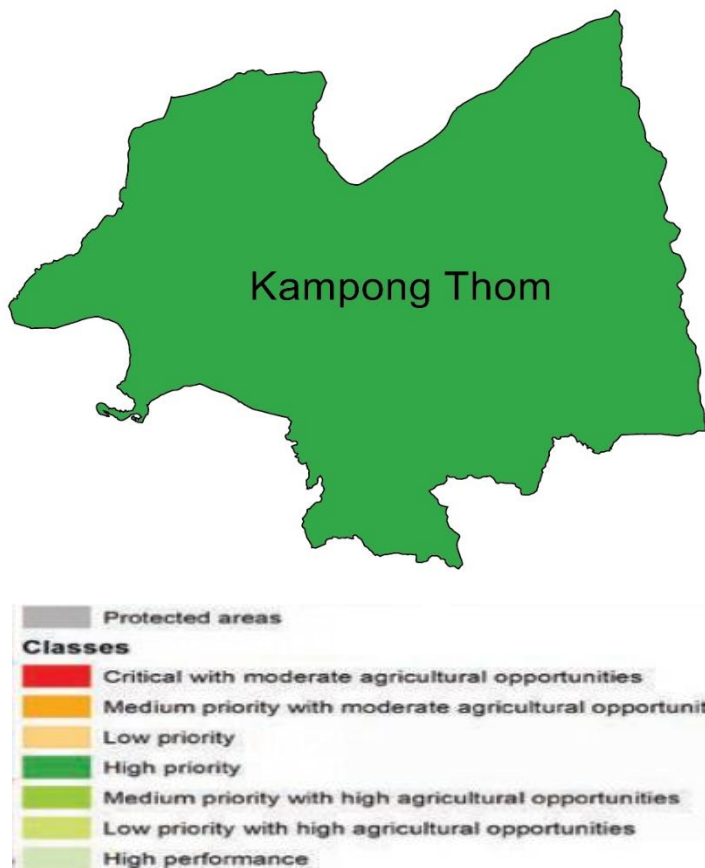 Kampong Thom
Protected areas
Classes
Critical with moderate agricultural opportunities
Medium priority with moderate agricultural opportunit
Low priority
High priority
Medium priority with high agricultural opportunities
Low priority with high agricultural opportunities
High performance